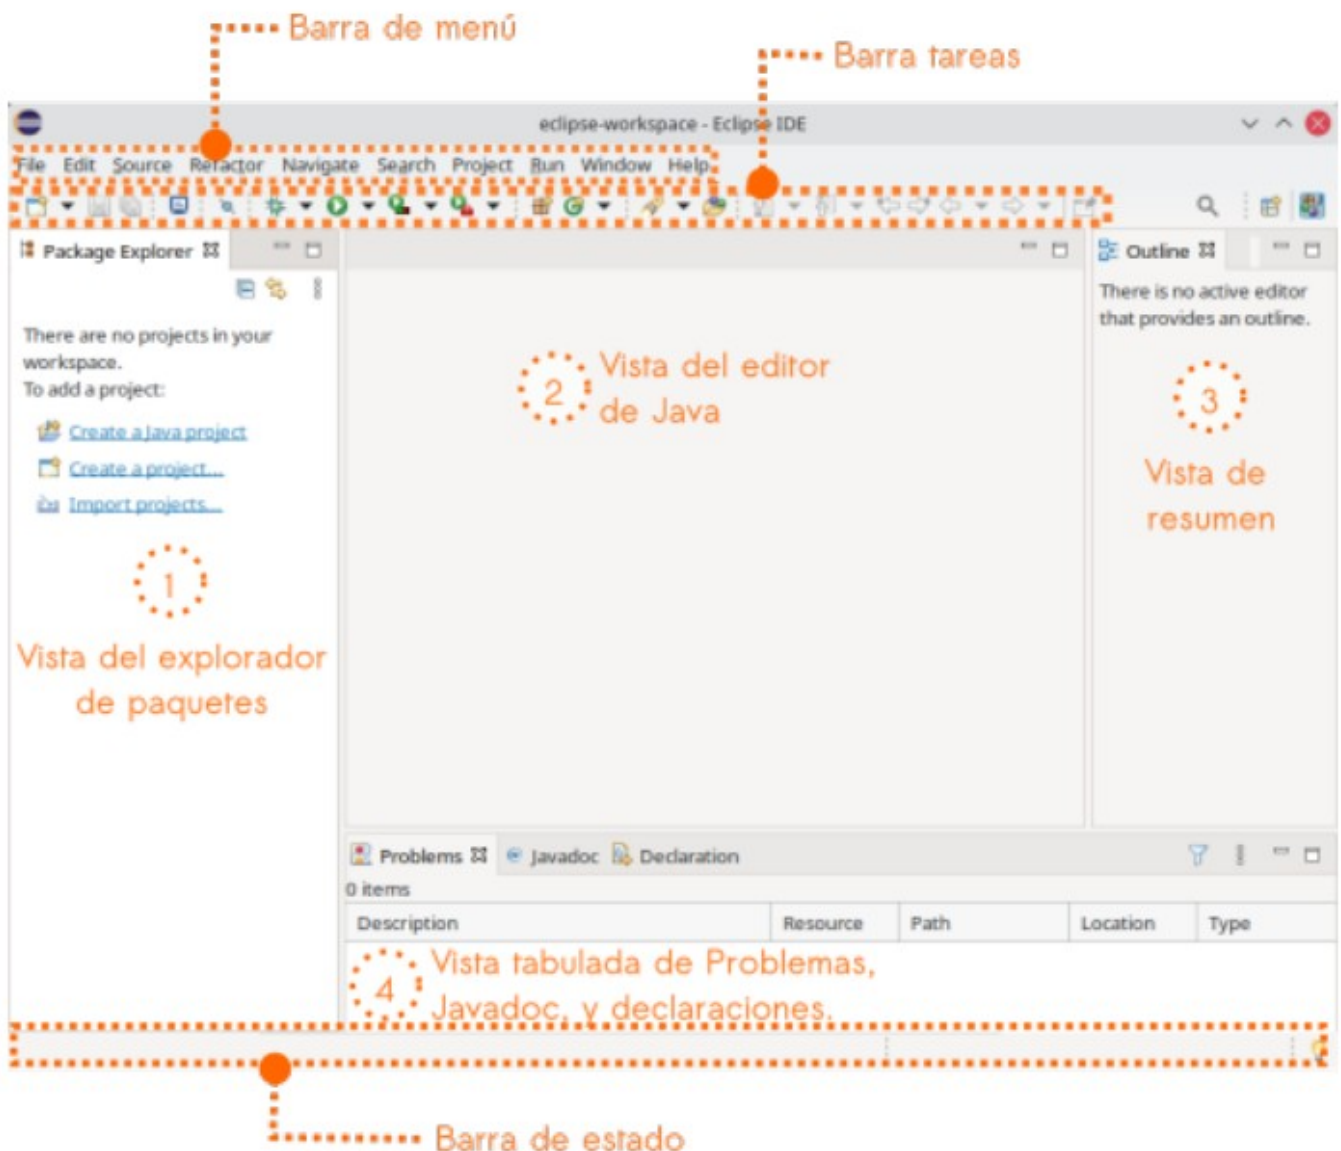 Barra de menú
Barra tareas
eclipse-workspace - Eclipse IDE
File Edit Source Refactor Navigate Search Project Run Window Help
Package Explorer
Outline
There are no projects in your
workspace.
To add a project:
Create a Java project
Create a project...
Import projects...
1
Vista del explorador
de paquetes
2
Vista del editor
de Java
There is no active editor
that provides an outline.
3
Vista de
resumen
Problems Javadoc Declaration
0 items
Description Resource Path Location Type
4
Vista tabulada de Problemas,
Javadoc, y declaraciones.
Barra de estado